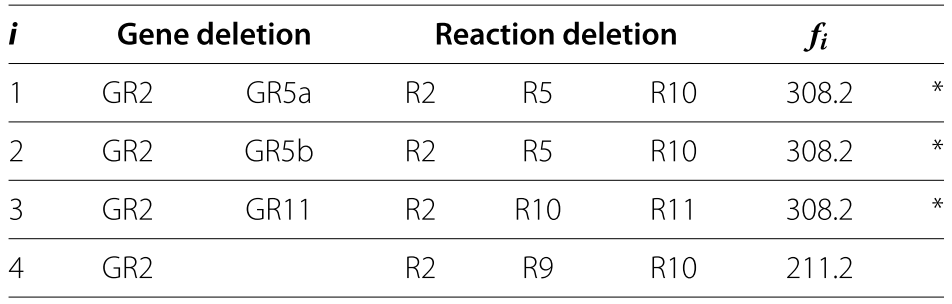 i Gene deletion Reaction deletion fi
1 GR2 GR5a R2 R5 R10 308.2 *
2 GR2 GR5b R2 R5 R10 308.2 *
3 GR2 GR11 R2 R10 R11 308.2 *
4 GR2 R2 R9 R10 211.2